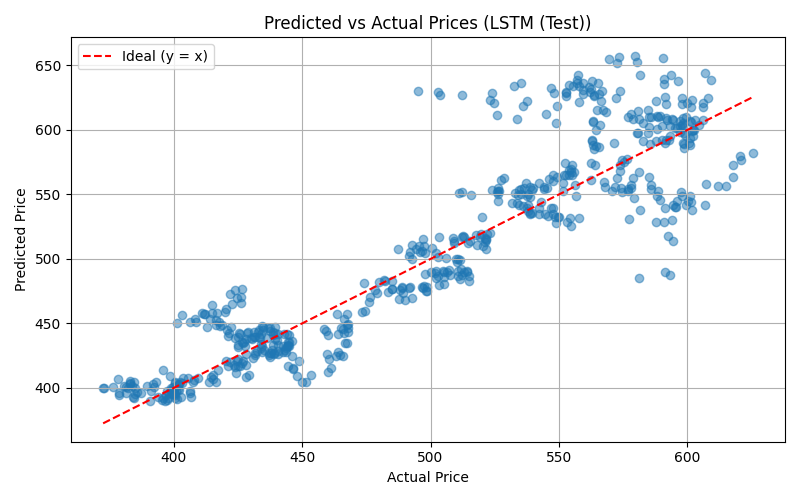 Predicted vs Actual Prices (LSTM (Test))
Ideal (y = x)
Predicted Price
650
600
550
500
450
400
400 450 500 550 600
Actual Price